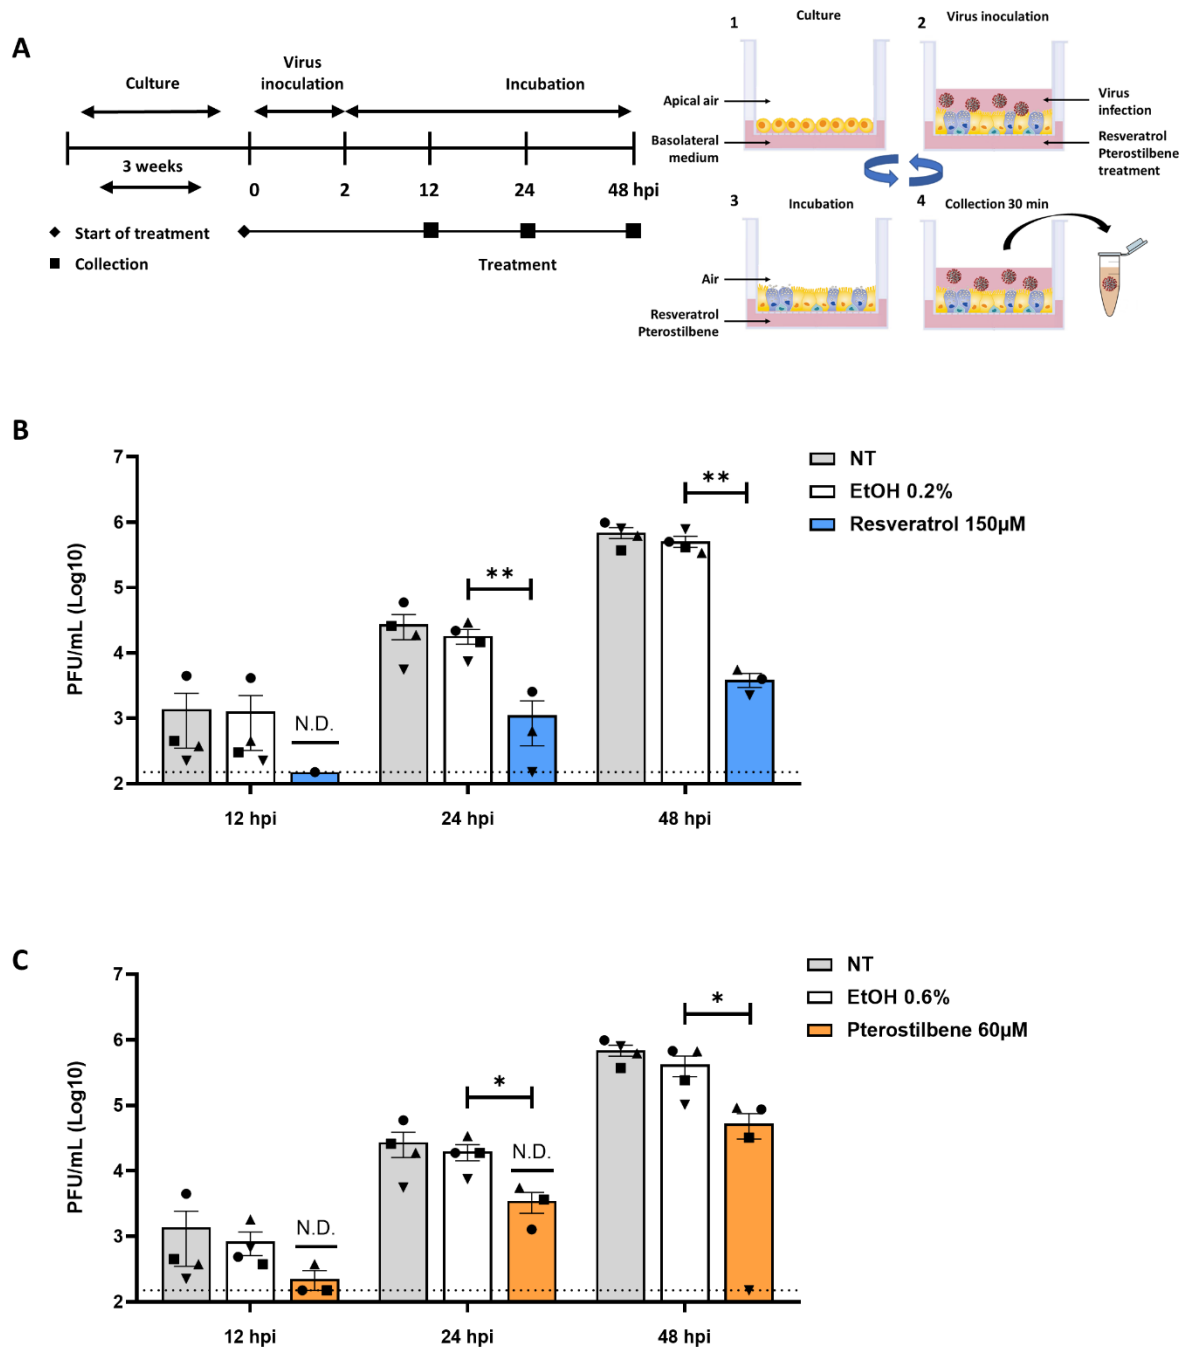 A
Culture
Virus
inoculation
Incubation
3 weeks
0
2
12
24
48 hpi
Start of treatment
Collection
Treatment
1
Culture
Apical air
Basolateral
medium
2
Virus inoculation
Virus
infection
Resveratrol
Pterostilbene
treatment
3
Incubation
Air
Resveratrol
Pterostilbene
4
Collection 30 min
B
PFU/mL (Log10)
7
6
5
4
3
2
N.D.
**
**
12 hpi
24 hpi
48 hpi
NT
EtOH 0.2%
Resveratrol 150µM
C
PFU/mL (Log10)
7
6
5
4
3
2
N.D.
*
N.D.
*
12 hpi
24 hpi
48 hpi
NT
EtOH 0.6%
Pterostilbene 60µM